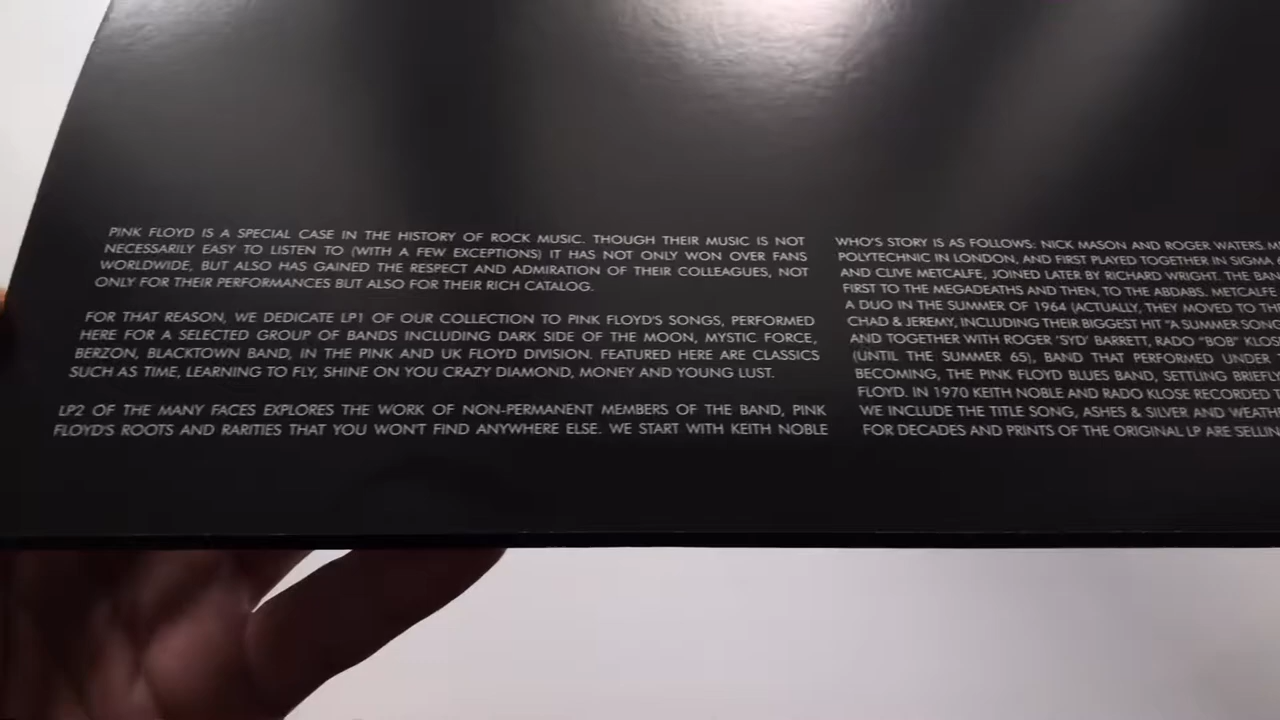 PINK FLOYD IS A SPECIAL CASE IN THE HISTORY OF ROCK MUSIC. THOUGH THEIR MUSIC IS NOT
NECESSARILY EASY TO LISTEN TO (WITH A FEW EXCEPTIONS) IT HAS NOT ONLY WON OVER FANS
WORLDWIDE, BUT ALSO HAS GAINED THE RESPECT AND ADMIRATION OF THEIR COLLEAGUES, NOT
ONLY FOR THEIR PERFORMANCES BUT ALSO FOR THEIR RICH CATALOG.
FOR THAT REASON, WE DEDICATE LP1 OF OUR COLLECTION TO PINK FLOYD'S SONGS, PERFORMED
HERE FOR A SELECTED GROUP OF BANDS INCLUDING DARK SIDE OF THE MOON, MYSTIC FORCE,
BERZON, BLACKTOWN BAND, IN THE PINK AND UK FLOYD DIVISION. FEATURED HERE ARE CLASSICS
SUCH AS TIME, LEARNING TO FLY, SHINE ON YOU CRAZY DIAMOND, MONEY AND YOUNG LUST.
LP2 OF THE MANY FACES EXPLORES THE WORK OF NON-PERMANENT MEMBERS OF THE BAND, PINK
FLOYD'S ROOTS AND RARITIES THAT YOU WON'T FIND ANYWHERE ELSE. WE START WITH KEITH NOBLE
WHO'S STORY IS AS FOLLOWS: NICK MASON AND ROGER WATERS
POLYTECHNIC IN LONDON, AND FIRST PLAYED TOGETHER IN SIGMA
AND CLIVE METCALFE, JOINED LATER BY RICHARD WRIGHT. THE
FIRST TO THE MEGADEATHS AND THEN, TO THE ABDABS. METCALFE
A DUO IN THE SUMMER OF 1964 (ACTUALLY, THEY MOVED TO
CHAD & JEREMY, INCLUDING THEIR BIGGEST HIT "A SUMMER SONG
AND TOGETHER WITH ROGER 'SYD' BARRETT, RADO "BOB" KLOS
(UNTIL THE SUMMER 65), BAND THAT PERFORMED UNDER
BECOMING, THE PINK FLOYD BLUES BAND, SETTLING BRIEFLY
FLOYD. IN 1970 KEITH NOBLE AND RADO KLOSE RECORDED
WE INCLUDE THE TITLE SONG, ASHES & SILVER AND WEATH
FOR DECADES AND PRINTS OF THE ORIGINAL LP ARE SELLIN